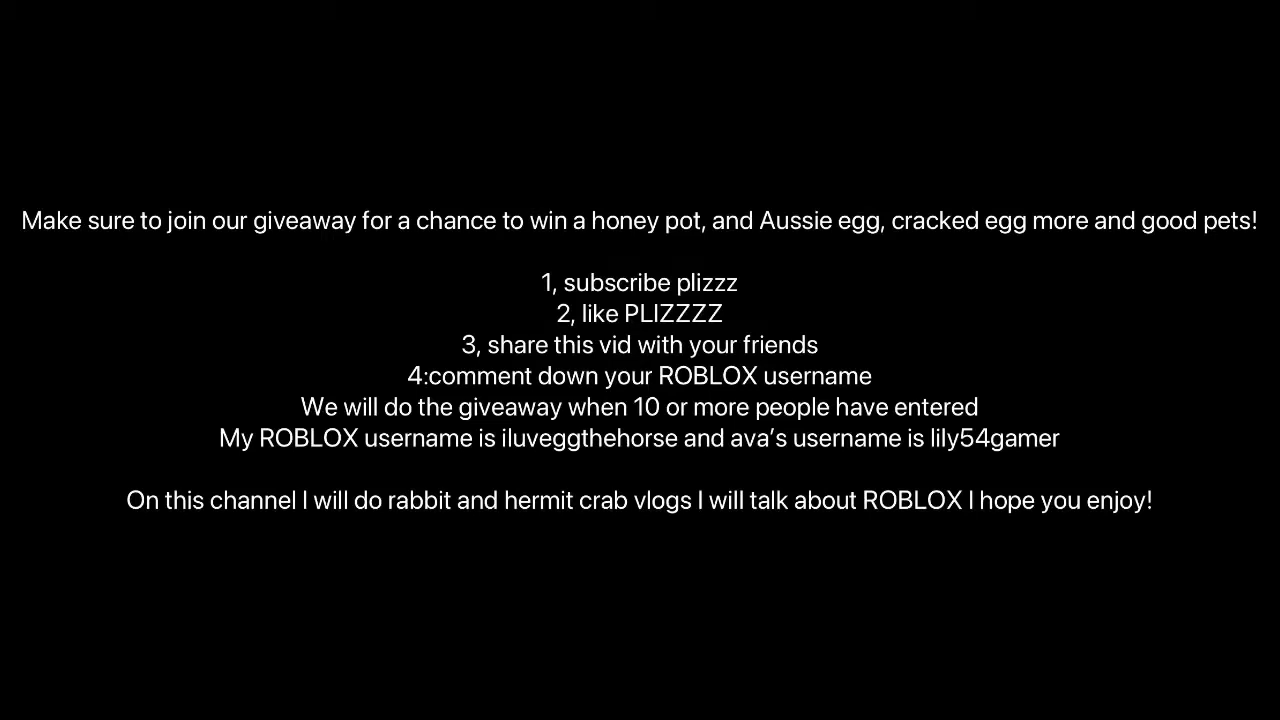 Make sure to join our giveaway for a chance to win a honey pot, and Aussie egg, cracked egg more and good pets!
1, subscribe plizzz
2, like PLIZZZZ
3, share this vid with your friends
4:comment down your ROBLOX username
We will do the giveaway when 10 or more people have entered
My ROBLOX username is iluveggthehorse and ava’s username is lily54gamer
On this channel I will do rabbit and hermit crab vlogs I will talk about ROBLOX I hope you enjoy!